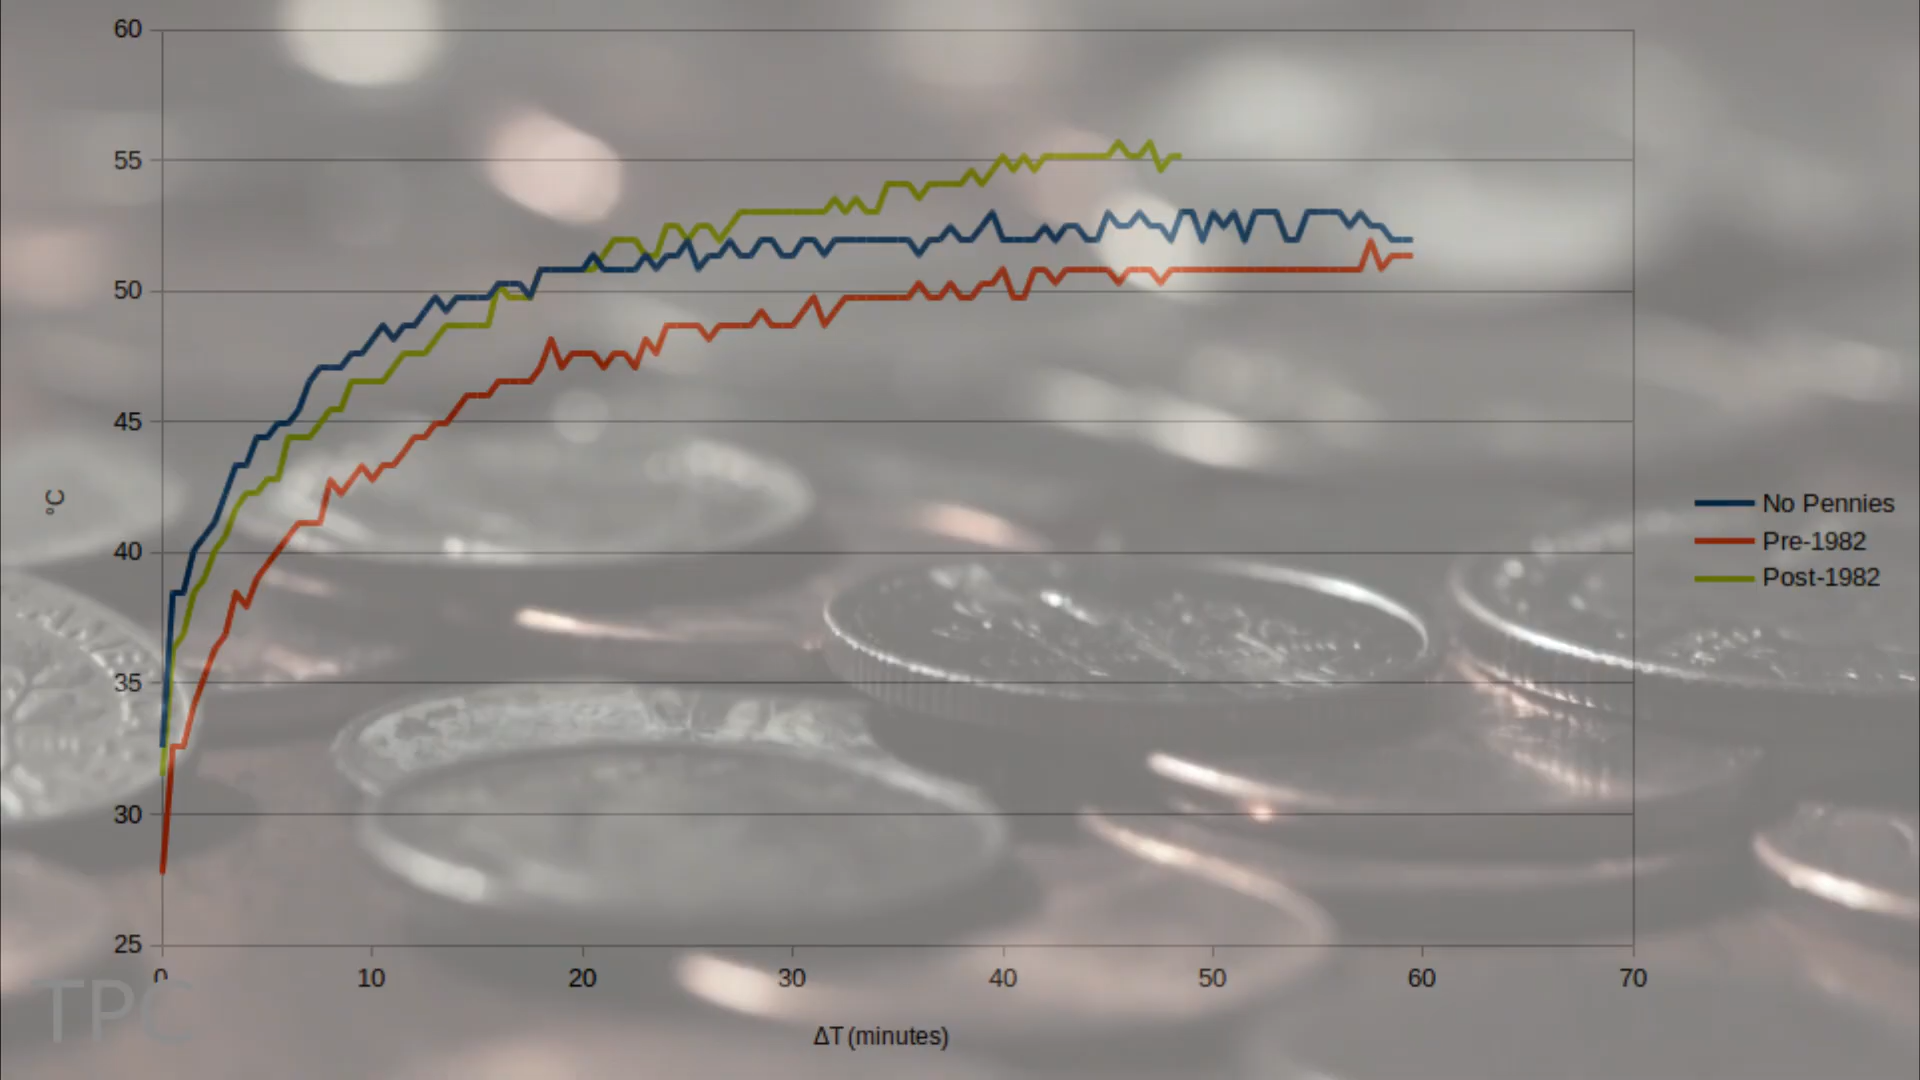 60
55
50
45
40
35
30
25
°C
0 10 20 30 40 50 60 70
ΔT (minutes)
No Pennies
Pre-1982
Post-1982
TPC